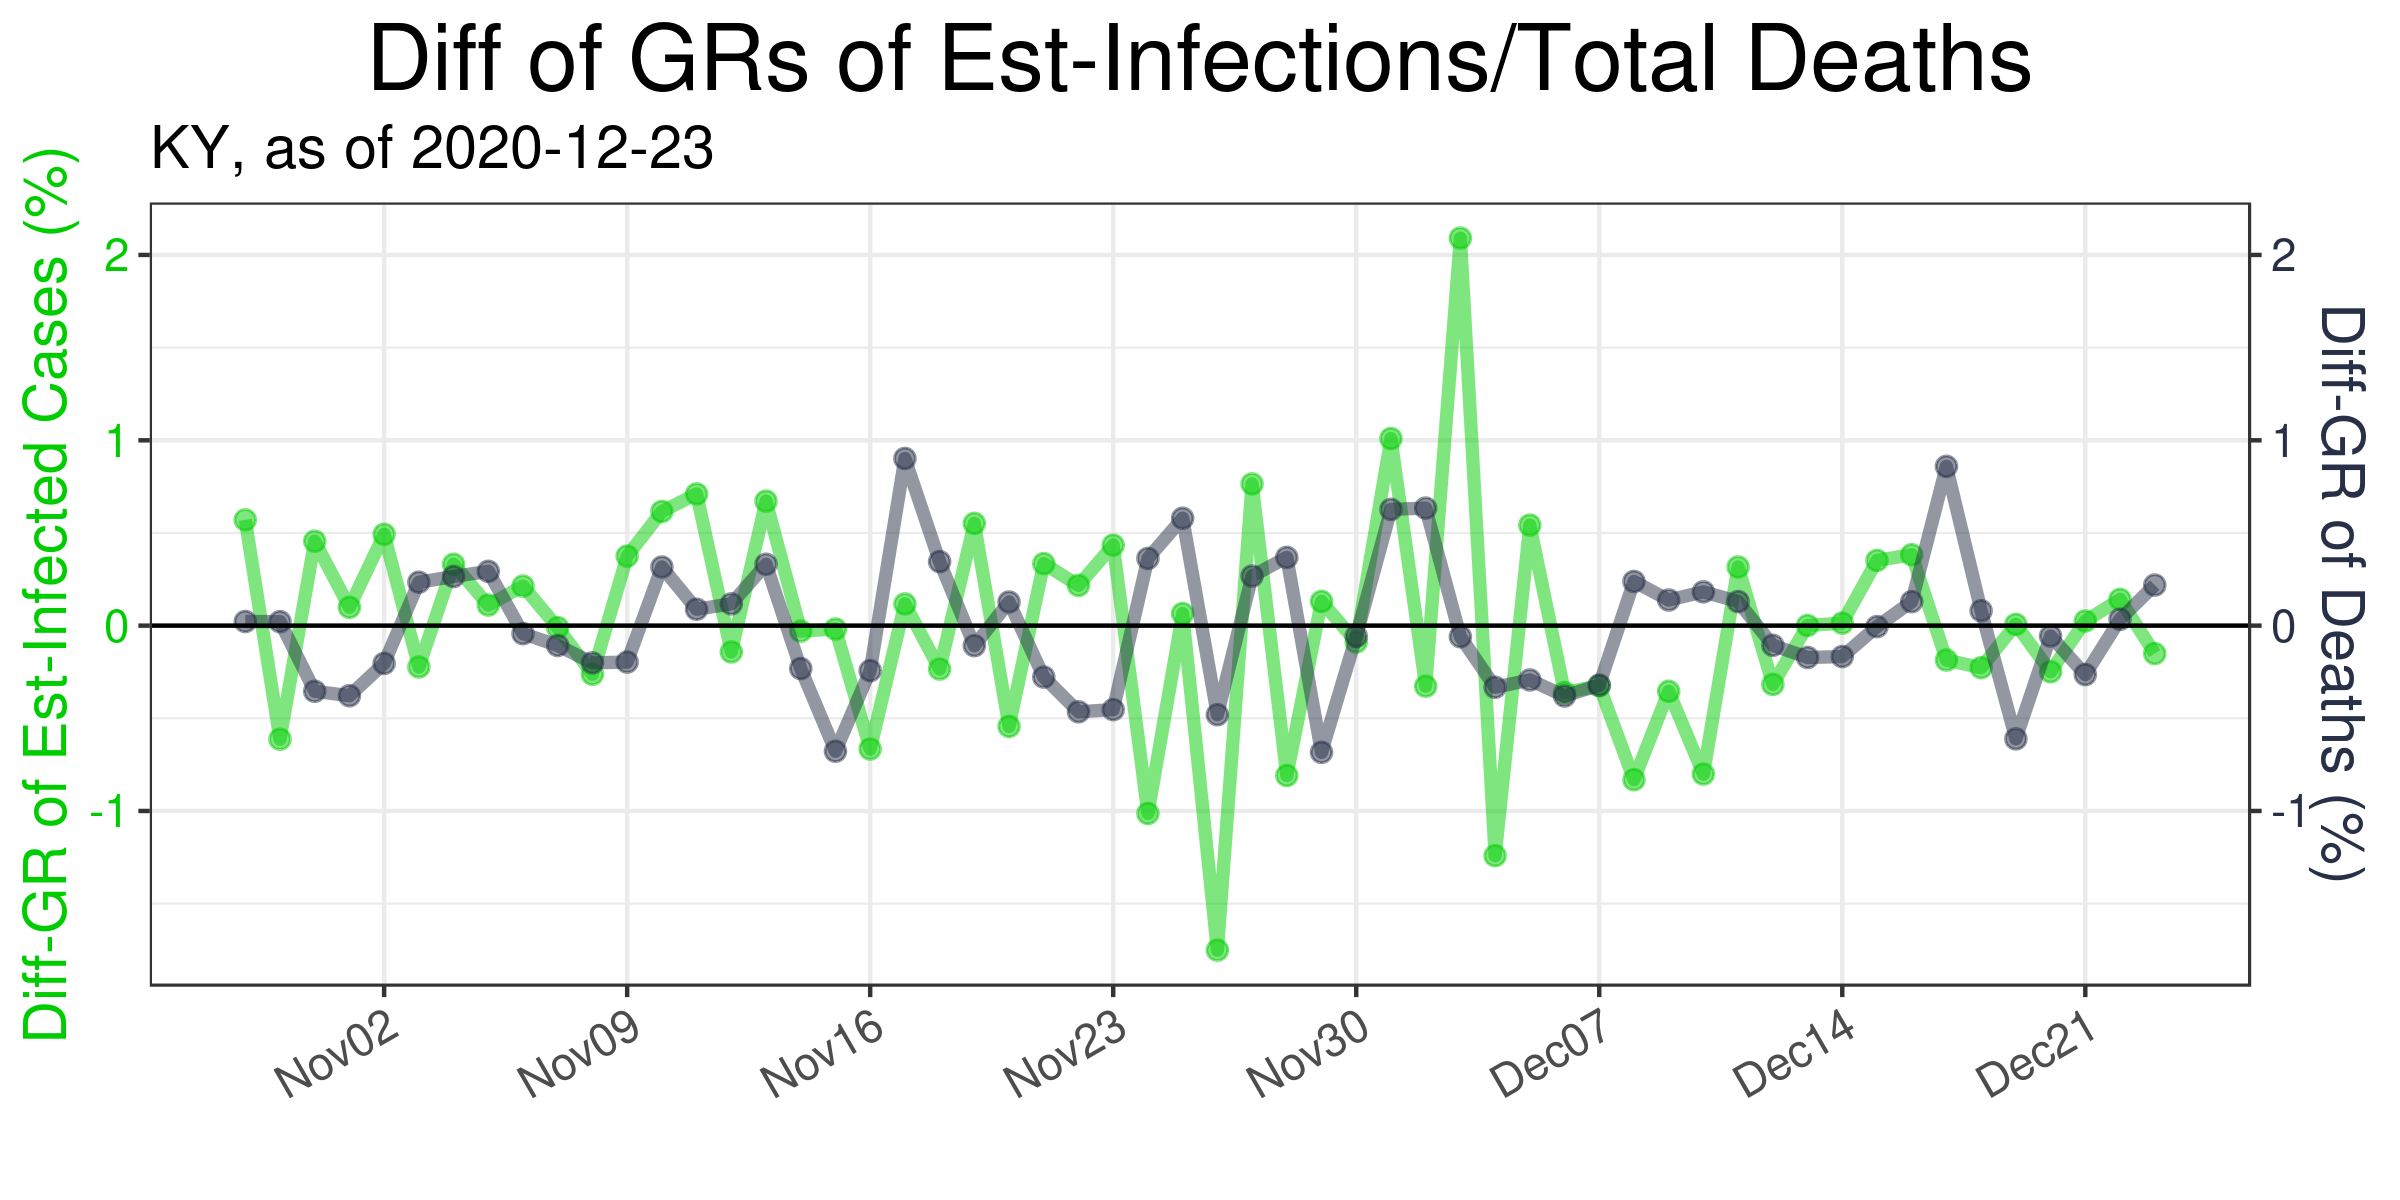 Diff of GRs of Est-Infections/Total Deaths
KY, as of 2020-12-23
Diff-GR of Est-Infected Cases (%)
2
1
0
-1
2
1
0
-1
Diff-GR of Deaths (%)
Nov02
Nov09
Nov16
Nov23
Nov30
Dec07
Dec14
Dec21